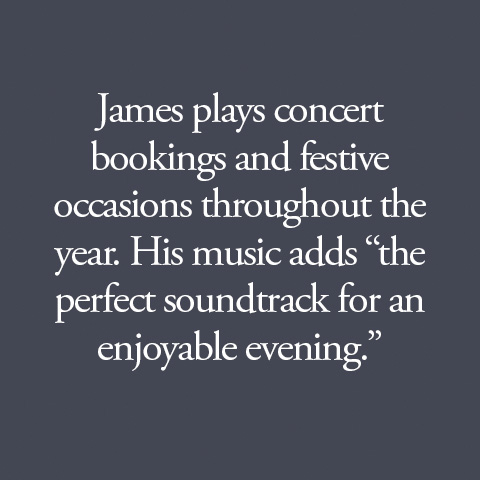 James plays concert
bookings and festive
occasions throughout the
year. His music adds “the
perfect soundtrack for an
enjoyable evening.”